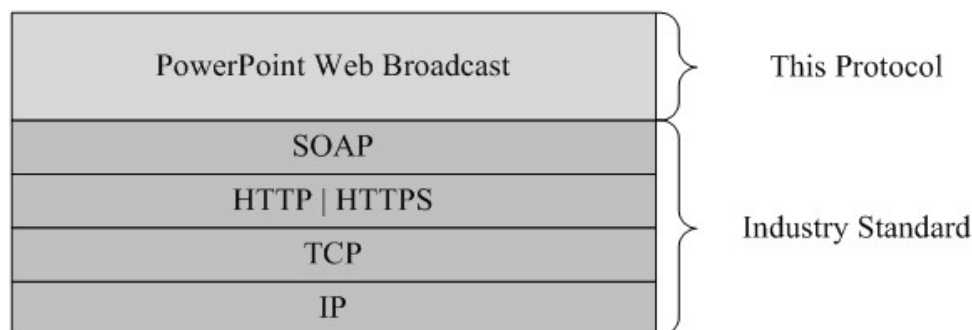 PowerPoint Web Broadcast
This Protocol
SOAP
HTTP | HTTPS
TCP
IP
Industry Standard